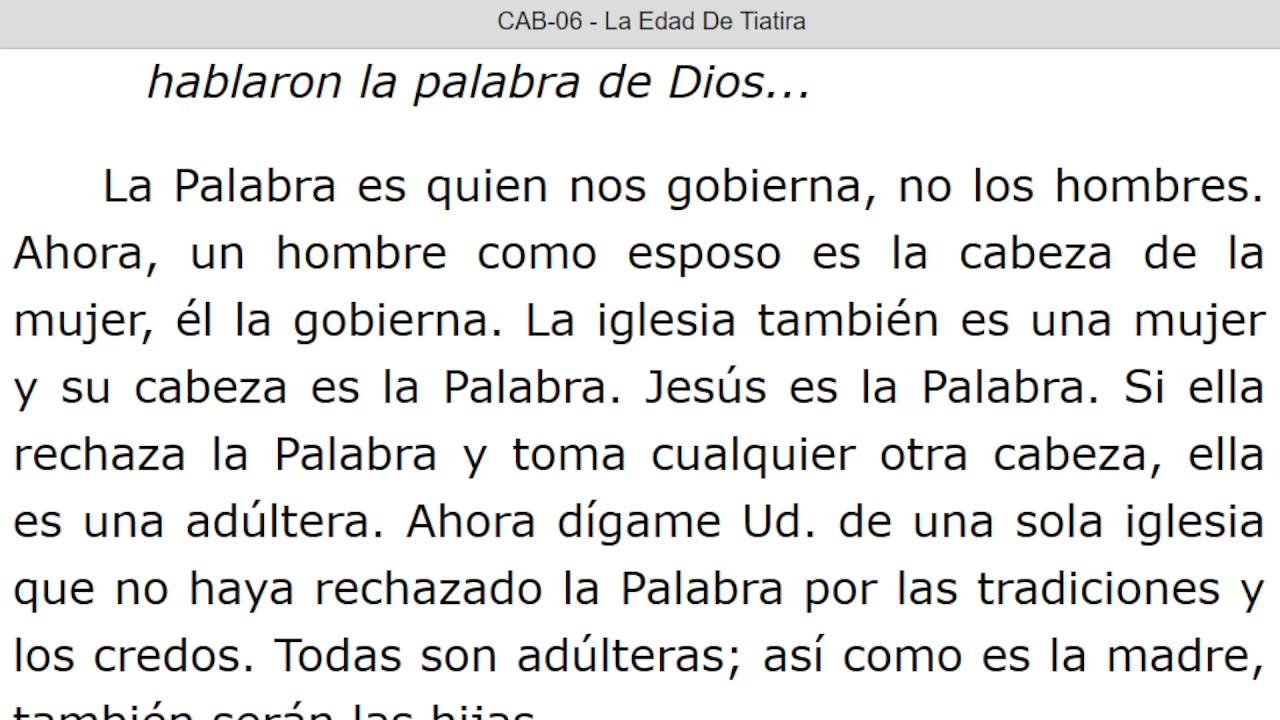 CAB-06 - La Edad De Tiatira
hablaron la palabra de Dios...
La Palabra es quien nos gobierna, no los hombres.
Ahora, un hombre como esposo es la cabeza de la
mujer, él la gobierna. La iglesia también es una mujer
y su cabeza es la Palabra. Jesús es la Palabra. Si ella
rechaza la Palabra y toma cualquier otra cabeza, ella
es una adúltera. Ahora dígame Ud. de una sola iglesia
que no haya rechazado la Palabra por las tradiciones y
los credos. Todas son adúlteras; así como es la madre,
también serán las hijas.